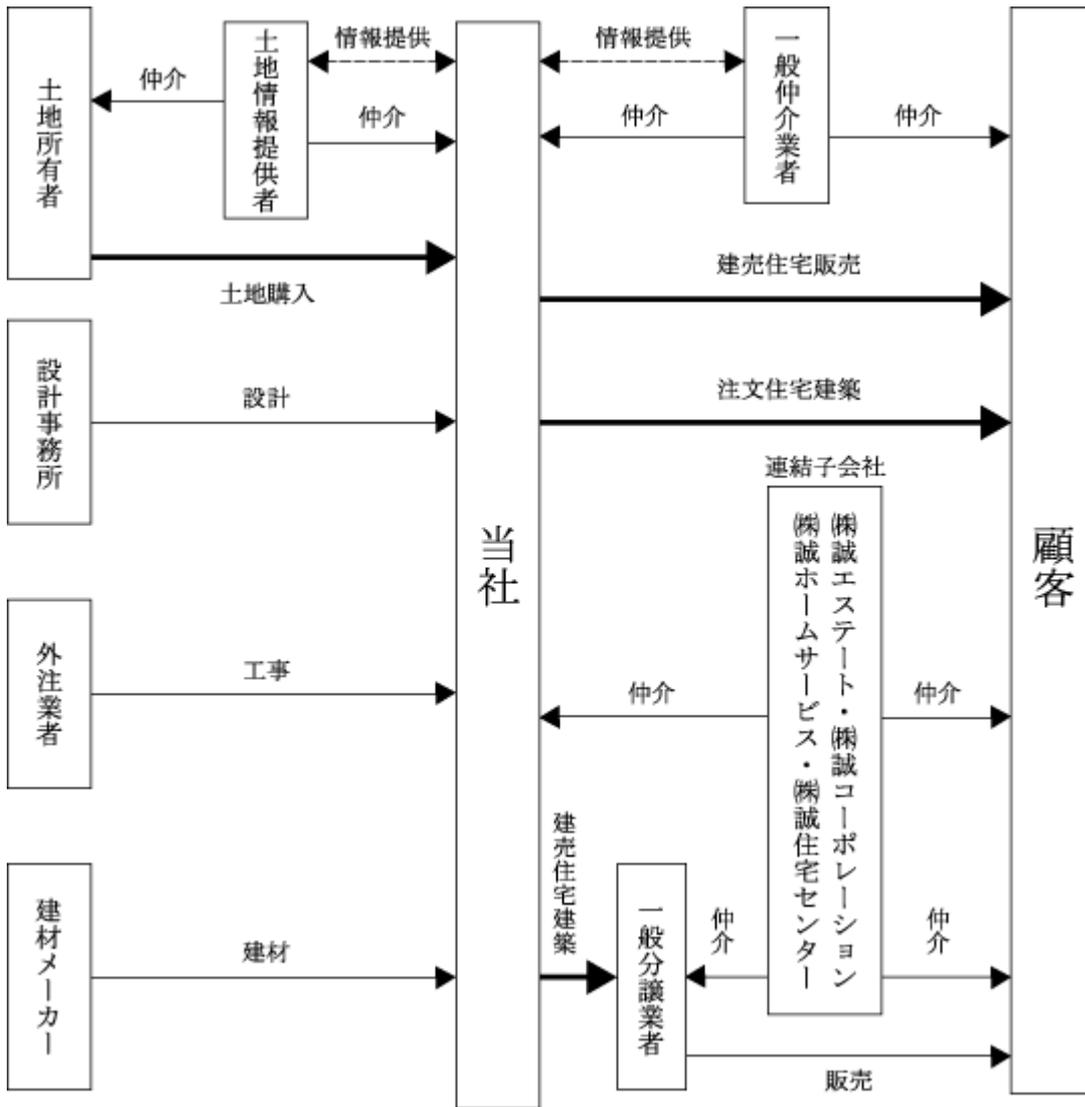 土地所有者
仲介
土地情報提供者
情報提供
仲介
土地購入
設計事務所
設計
外注業者
工事
建材メーカー
建材
当社
情報提供
仲介
一般仲介業者
仲介
建売住宅販売
注文住宅建築
連結子会社
㈱誠エステート・㈱誠コーポレーション
㈱誠ホームサービス・㈱誠住宅センター
仲介
仲介
建売住宅建築
一般分譲業者
仲介
仲介
販売
顧客